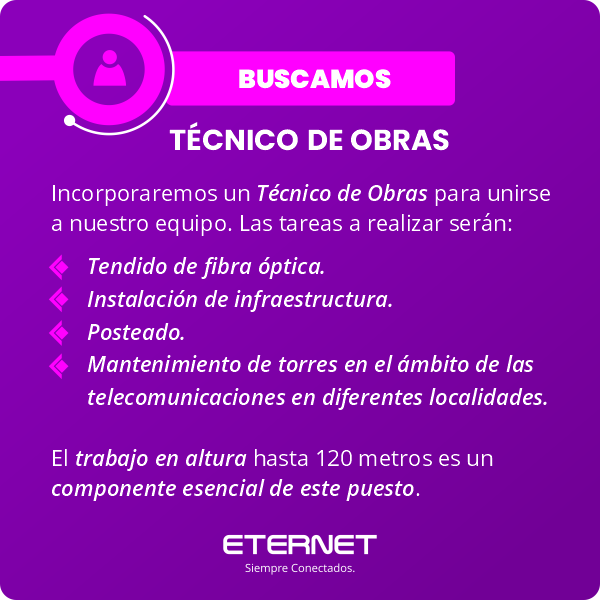 BUSCAMOS
TÉCNICO DE OBRAS
Incorporaremos un Técnico de Obras para unirse
a nuestro equipo. Las tareas a realizar serán:
Tendido de fibra óptica.
Instalación de infraestructura.
Posteado.
Mantenimiento de torres en el ámbito de las
telecomunicaciones en diferentes localidades.
El trabajo en altura hasta 120 metros es un
componente esencial de este puesto.
ETERNET
Siempre Conectados.